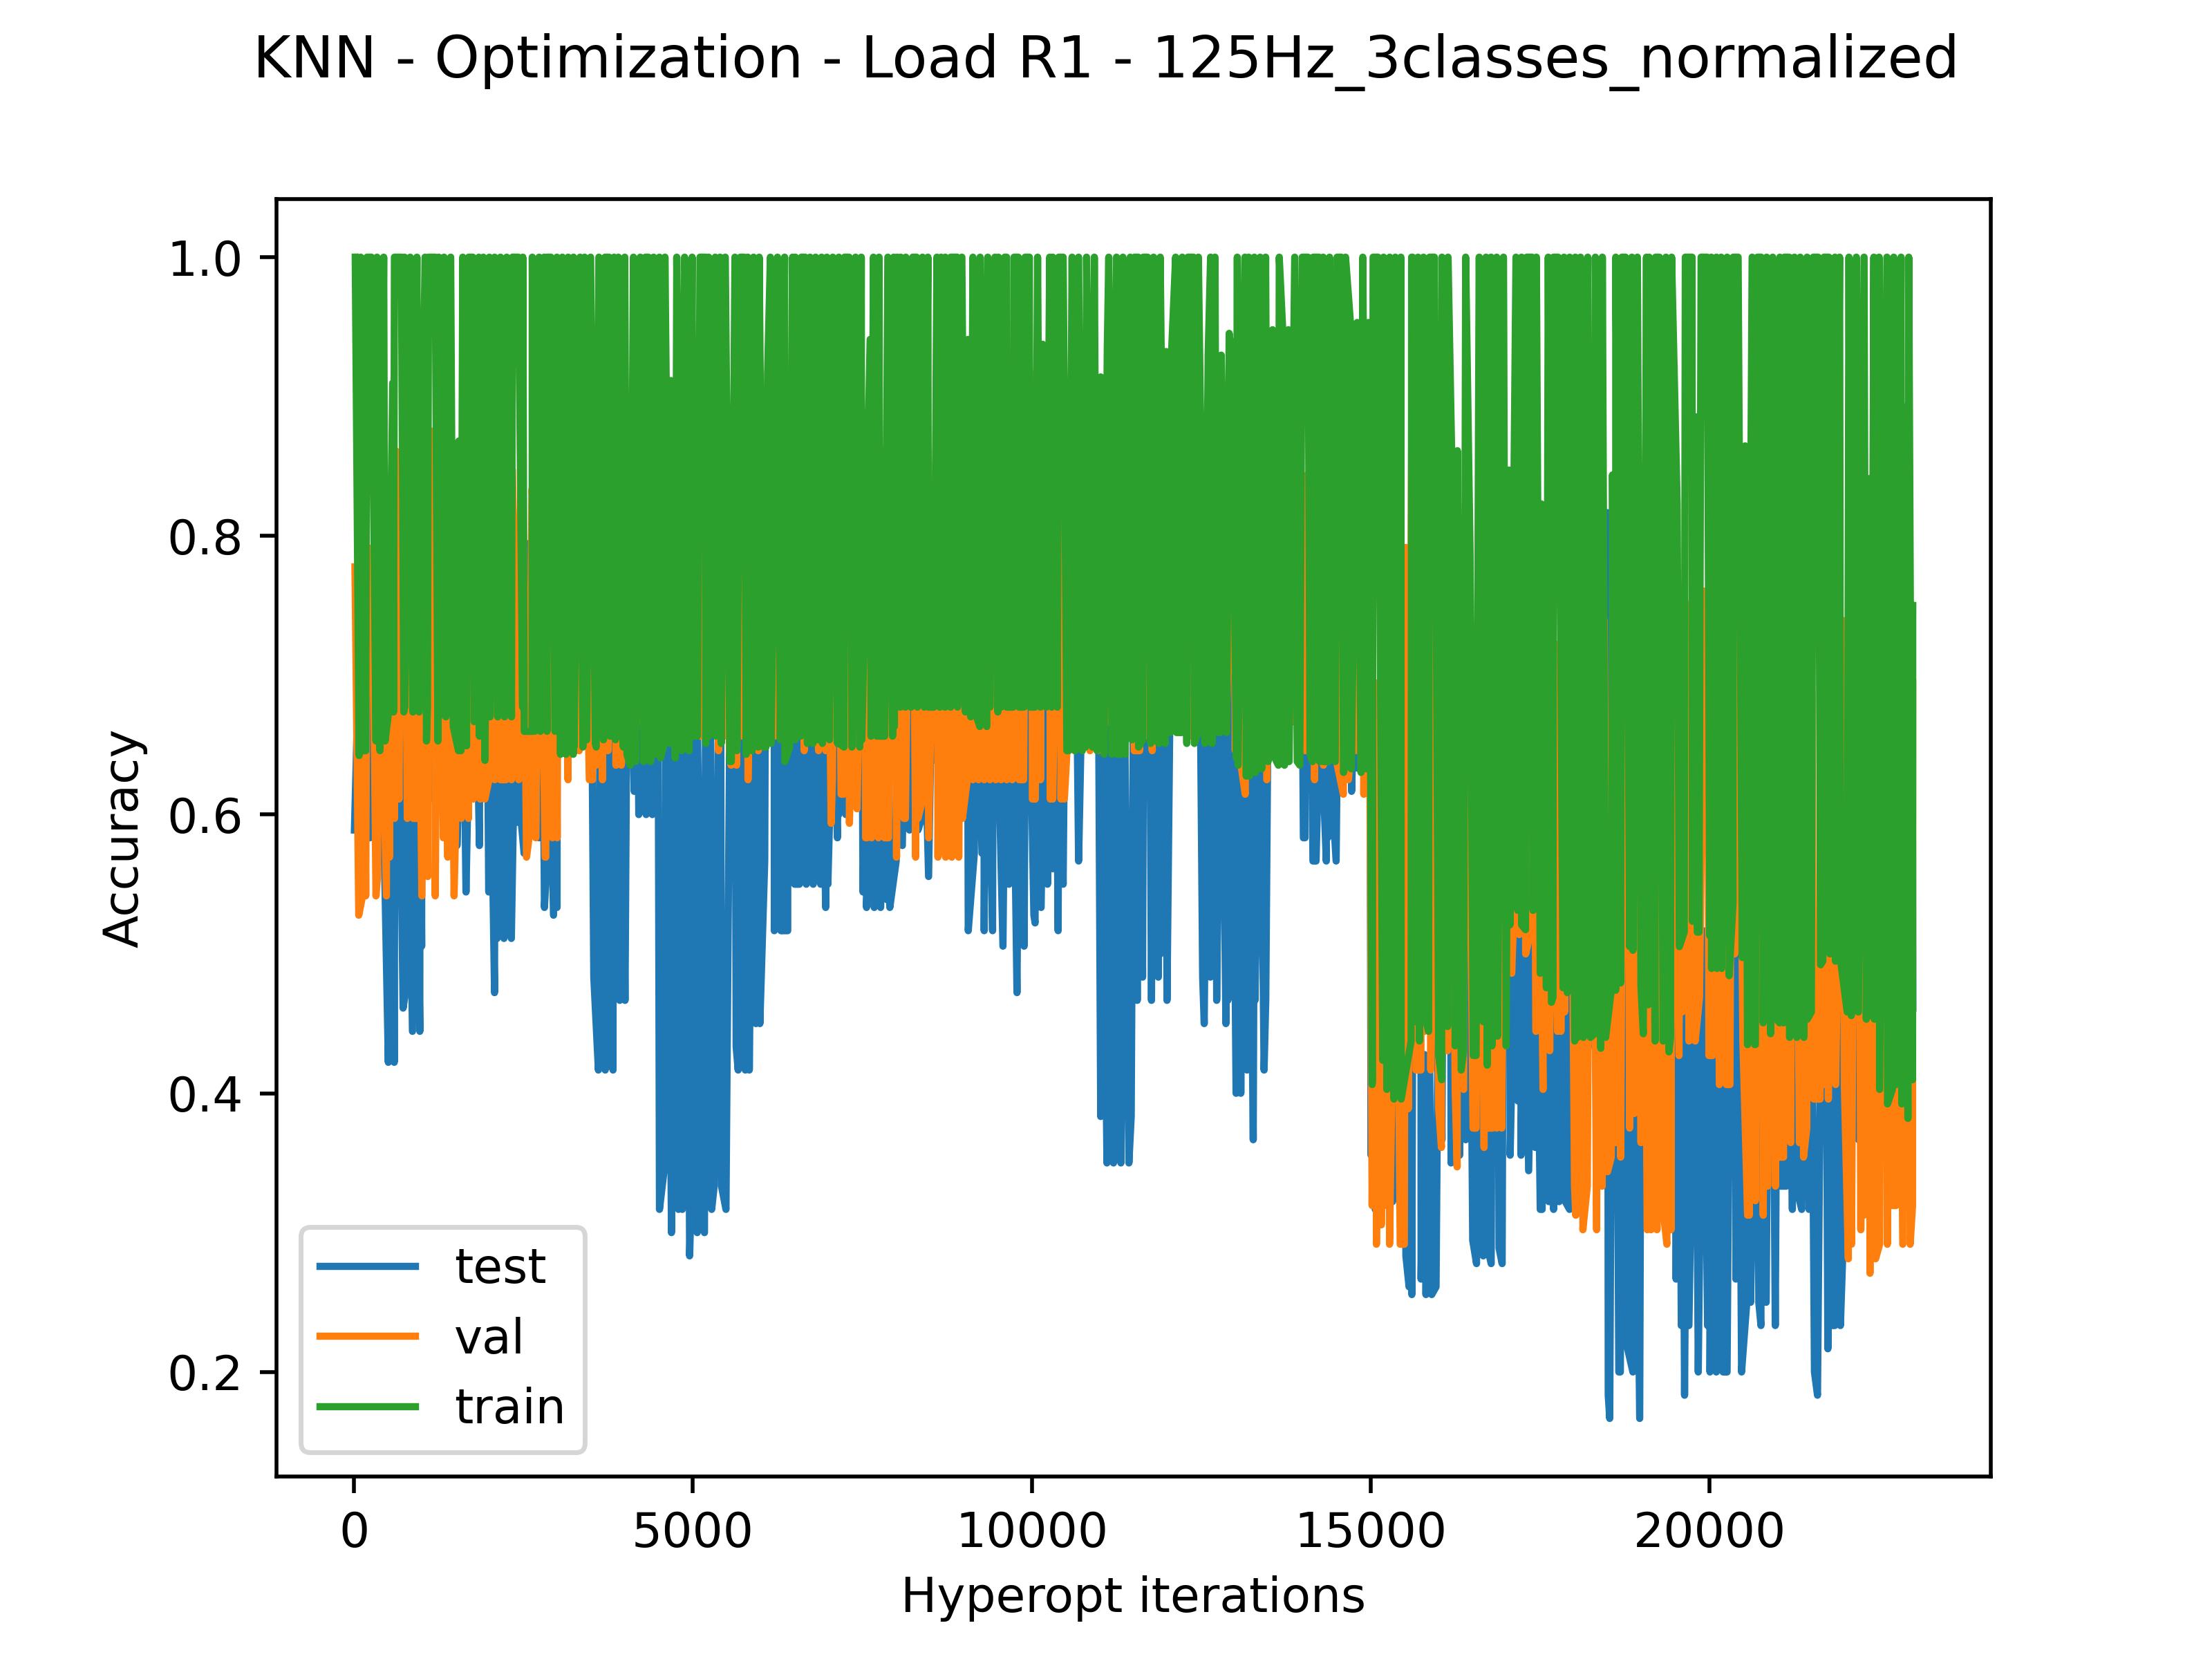 KNN - Optimization - Load R1 - 125Hz_3classes_normalized
1.0
0.8
0.6
0.4
0.2
Accuracy
test
val
train
0 5000 10000 15000 20000
Hyperopt iterations